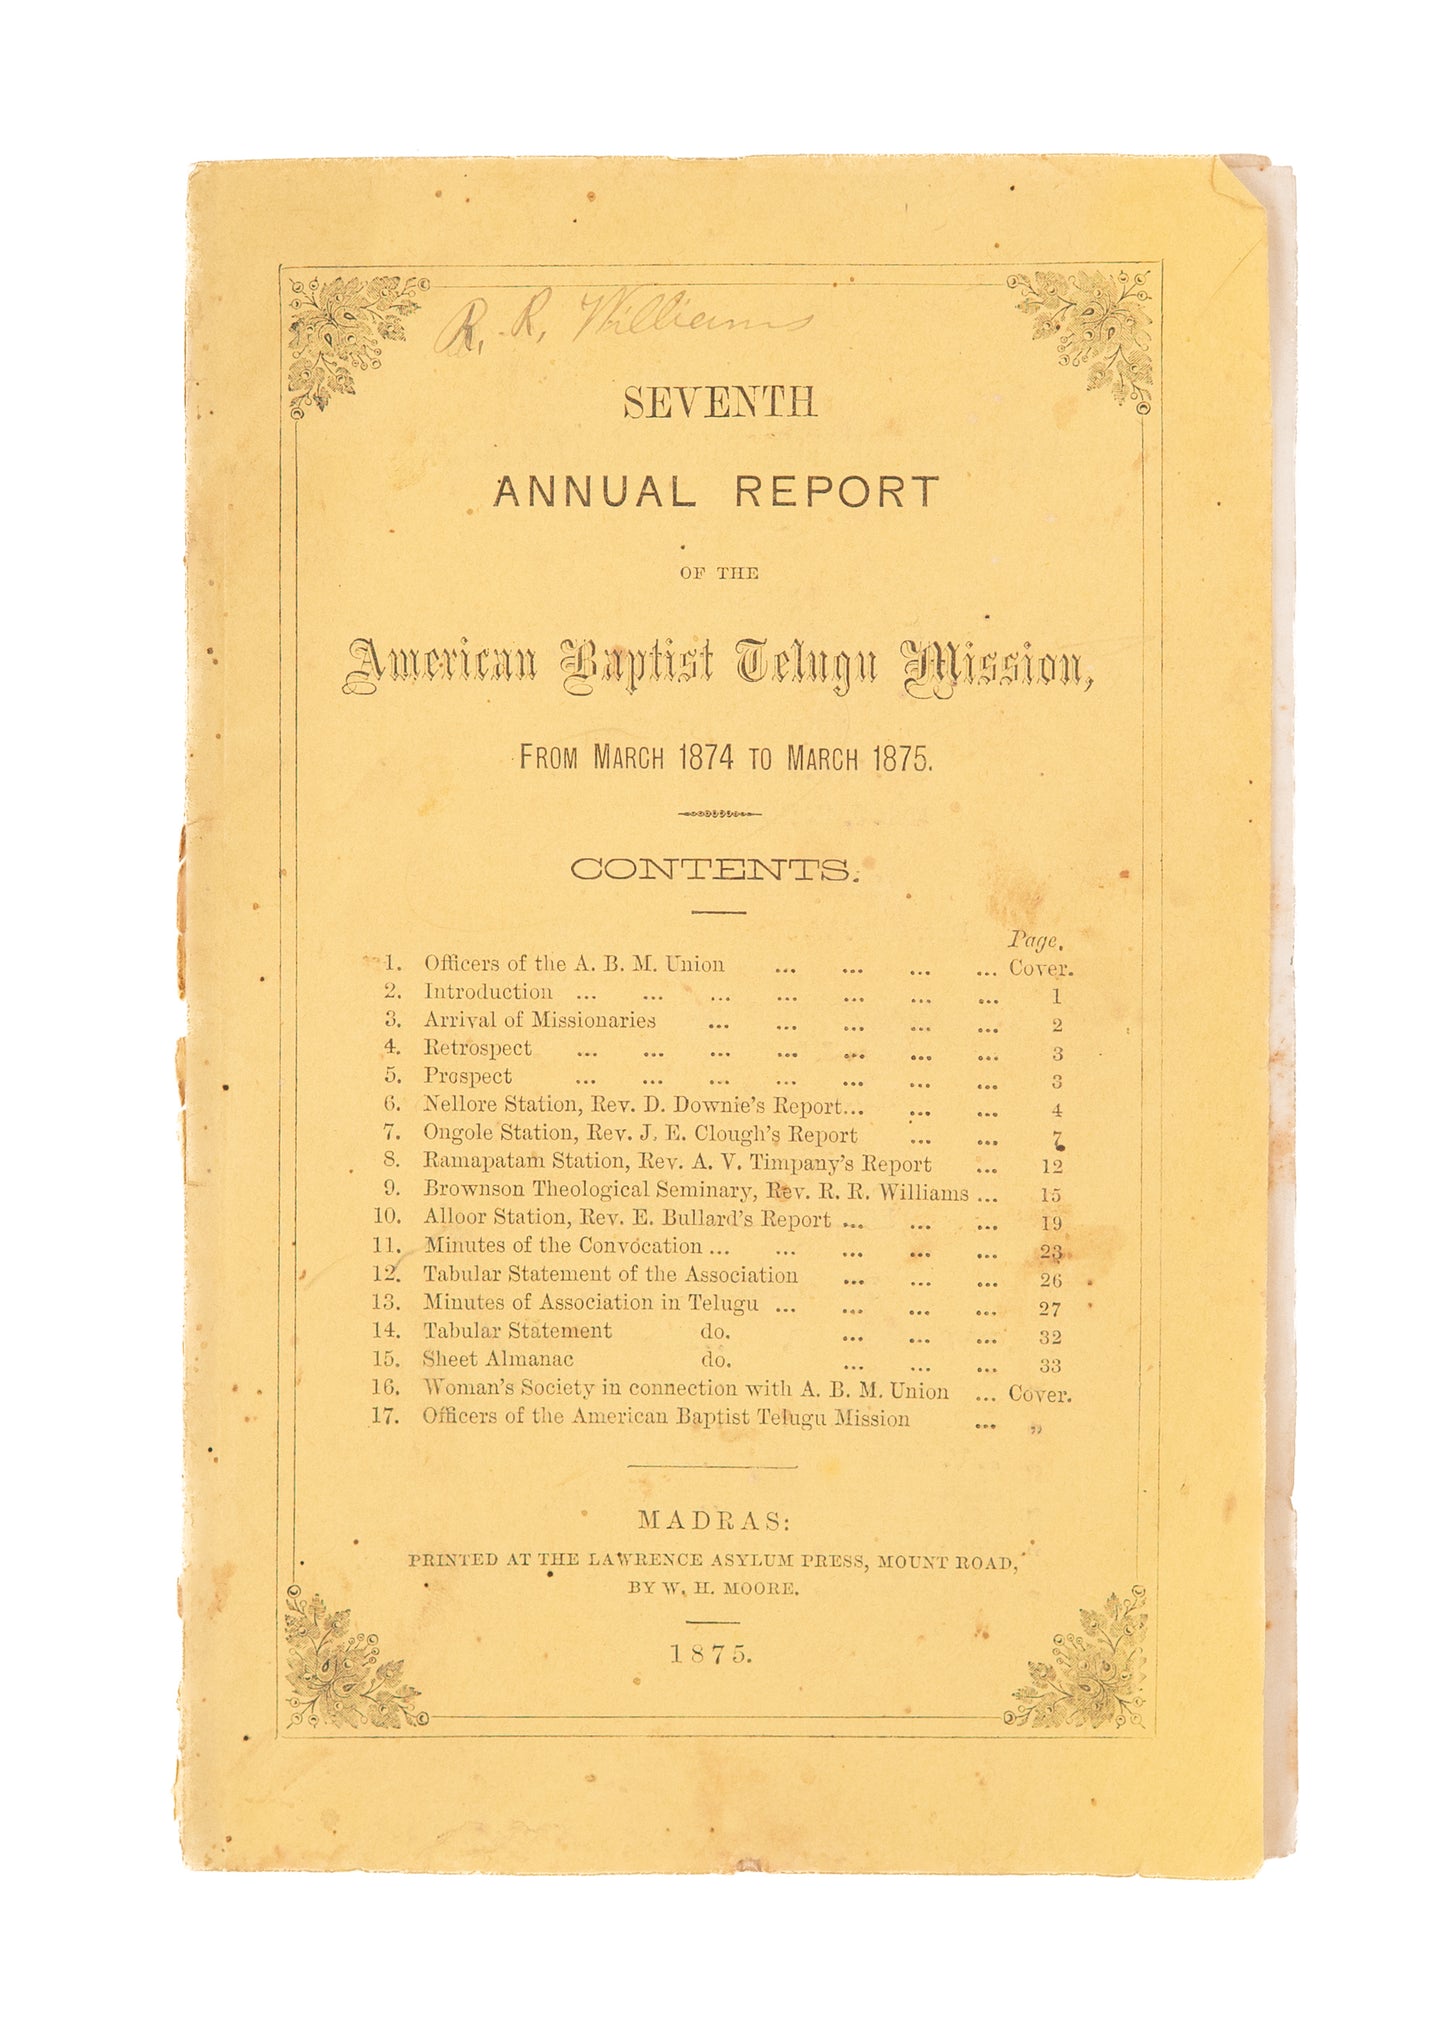 R. R. Williams
SEVENTH
ANNUAL REPORT
OF THE
American Baptist Telugu Mission,
FROM MARCH 1874 TO MARCH 1875.
CONTENTS.
Page.
1. Officers of the A. B. M. Union ... ... ... ... Cover.
2. Introduction ... ... ... ... ... ... ... 1
3. Arrival of Missionaries ... ... ... ... ... 2
4. Retrospect ... ... ... ... ... ... ... 3
5. Prospect ... ... ... ... ... ... ... 3
6. Nellore Station, Rev. D. Downie's Report... ... ... 4
7. Ongole Station, Rev. J. E. Clough's Report ... ... 7
8. Ramapatam Station, Rev. A. V. Timpany's Report ... 12
9. Brownson Theological Seminary, Rev. R. R. Williams ... 15
10. Alloor Station, Rev. E. Bullard's Report ... ... ... 19
11. Minutes of the Convocation ... ... ... ... ... 23
12. Tabular Statement of the Association ... ... ... 26
13. Minutes of Association in Telugu ... ... ... ... 27
14. Tabular Statement do. ... ... ... 32
15. Sheet Almanac do. ... ... ... 33
16. Woman's Society in connection with A. B. M. Union ... Cover.
17. Officers of the American Baptist Telugu Mission ... „
MADRAS:
PRINTED AT THE LAWRENCE ASYLUM PRESS, MOUNT ROAD,
BY W. H. MOORE.
1875.